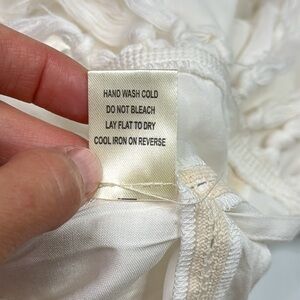 HAND WASH COLD
DO NOT BLEACH
LAY FLAT TO DRY
COOL IRON ON REVERSE